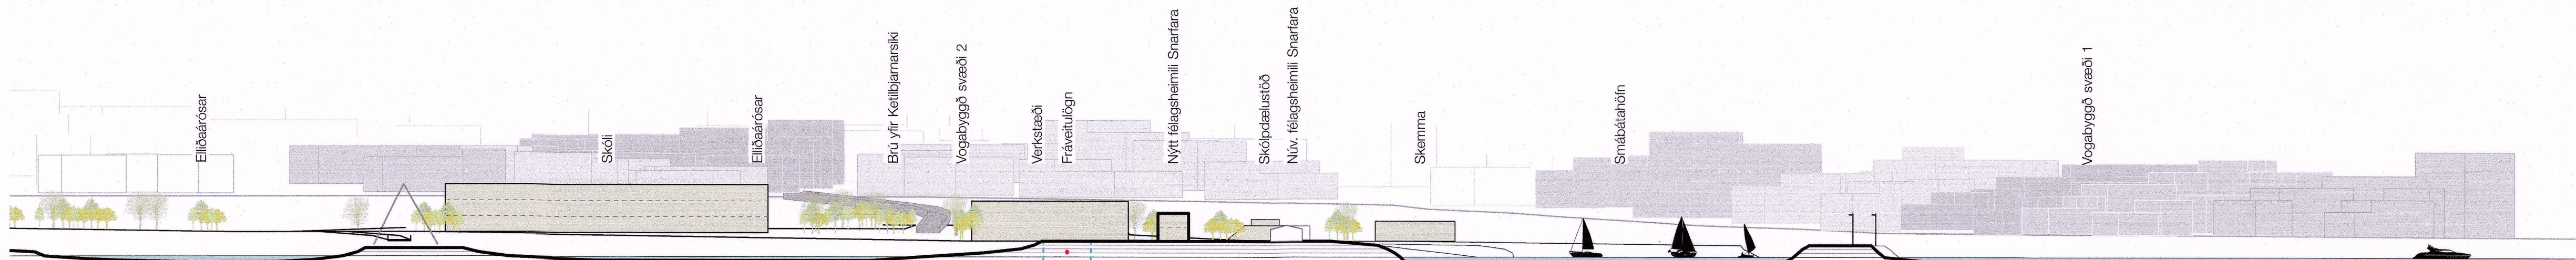 Elliðaárósar
Skóli
Elliðaárósar
Brú yfir Ketilbjarnarsíki
Vogabyggð svæði 2
Verkstæði
Fráveitulögn
Nýtt félagsheimili Snarfara
Skólpdælustöð
Núv. félagsheimili Snarfara
Skemma
Smábátahöfn
Vogabyggð svæði 1